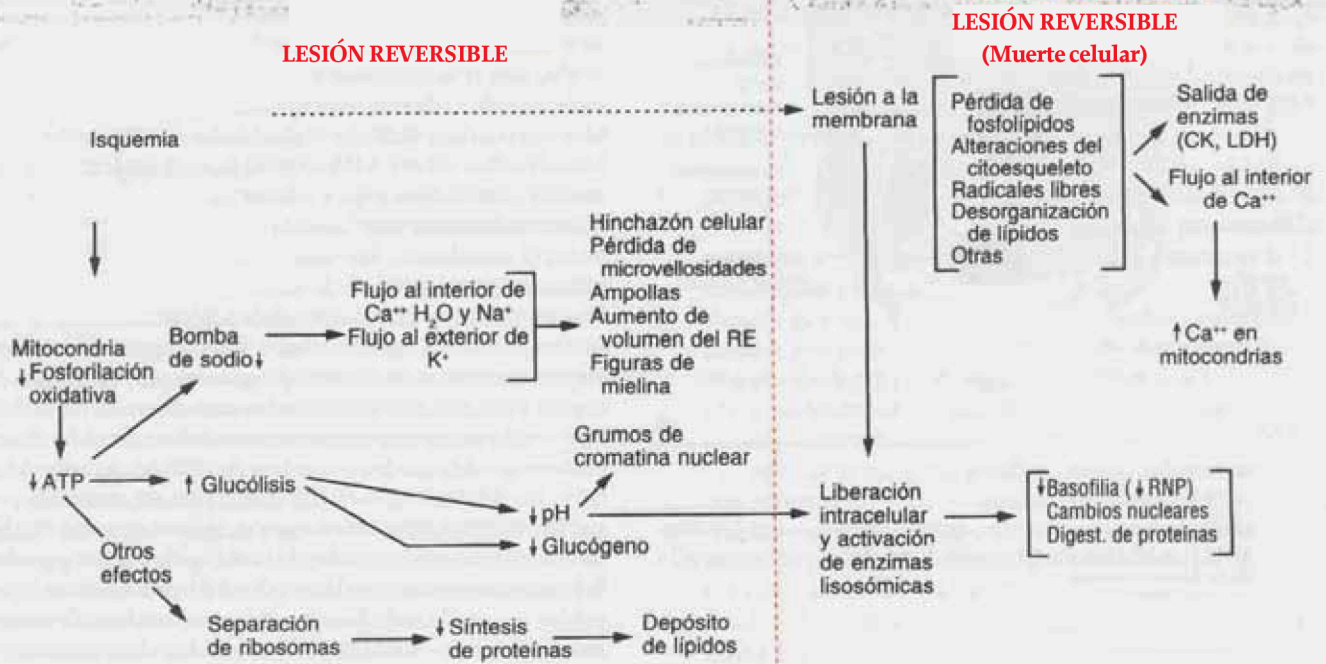 LESIÓN REVERSIBLE
LESIÓN REVERSIBLE
(Muerte celular)
Isquemia
Mitocondria
↓Fosforilación
oxidativa
↓ATP
Bomba
de sodio↓
Flujo al interior de
Ca⁺⁺ H₂O y Na⁺
Flujo al exterior de
K⁺
Hinchazón celular
Pérdida de
microvellosidades
Ampollas
Aumento de
volumen del RE
Figuras de
mielina
↑ Glucólisis
Grumos de
cromatina nuclear
↓pH
↓Glucógeno
Otros
efectos
Separación
de ribosomas
↓Síntesis
de proteínas
Depósito
de lípidos
Lesión a la
membrana
Pérdida de
fosfolípidos
Alteraciones del
citoesqueleto
Radicales libres
Desorganización
de lípidos
Otras
Salida de
enzimas
(CK, LDH)
Flujo al interior
de Ca⁺⁺
↑Ca⁺⁺ en
mitocondrias
Liberación
intracelular
y activación
de enzimas
lisosómicas
↓Basofilia (↓RNP)
Cambios nucleares
Digest. de proteínas